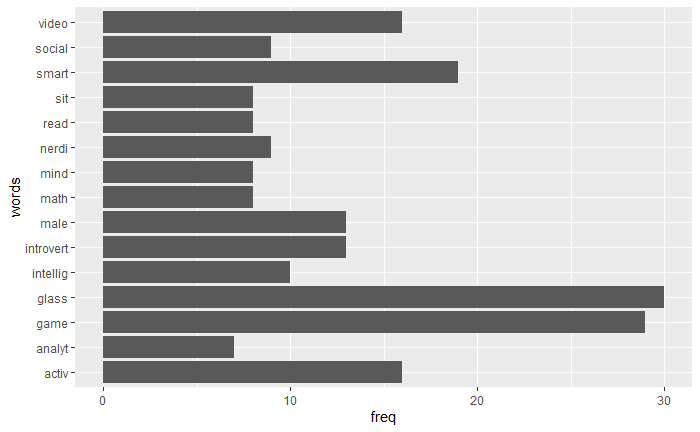 words
video
social
smart
sit
read
nerdi
mind
math
male
introvert
intellig
glass
game
analyt
activ
0 10 20 30
freq